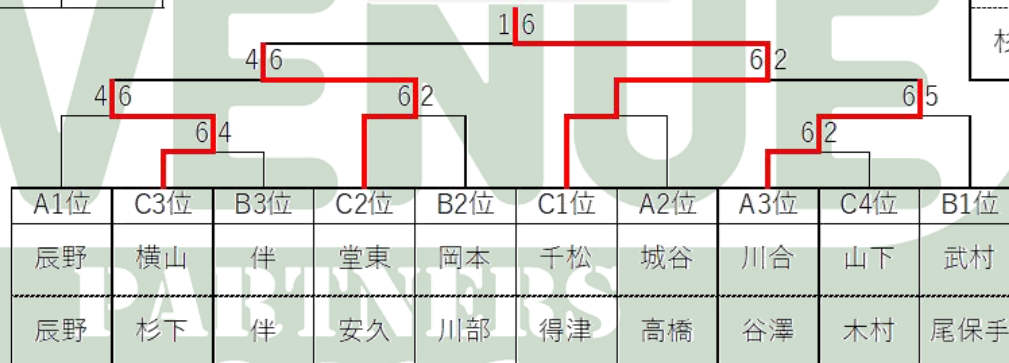 VENUE
1 6
杉
4 6 6 2
4 6 6 2 6 5
6 4 6 2
A1位 C3位 B3位 C2位 B2位 C1位 A2位 A3位 C4位 B1位
辰野 横山 伴 堂東 岡本 千松 城谷 川合 山下 武村
PARTNERS
辰野 杉下 伴 安久 川部 得津 高橋 谷澤 木村 尾保手